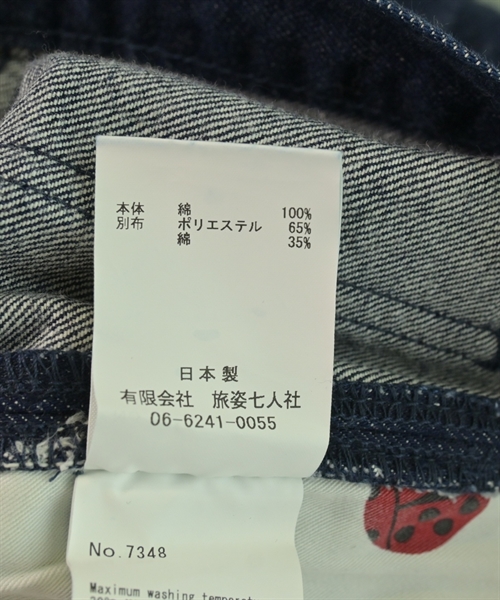 本体 綿 100%
別布 ポリエステル 65%
綿 35%
日本製
有限会社 旅姿七人社
06-6241-0055
No.7348
Maximum washing